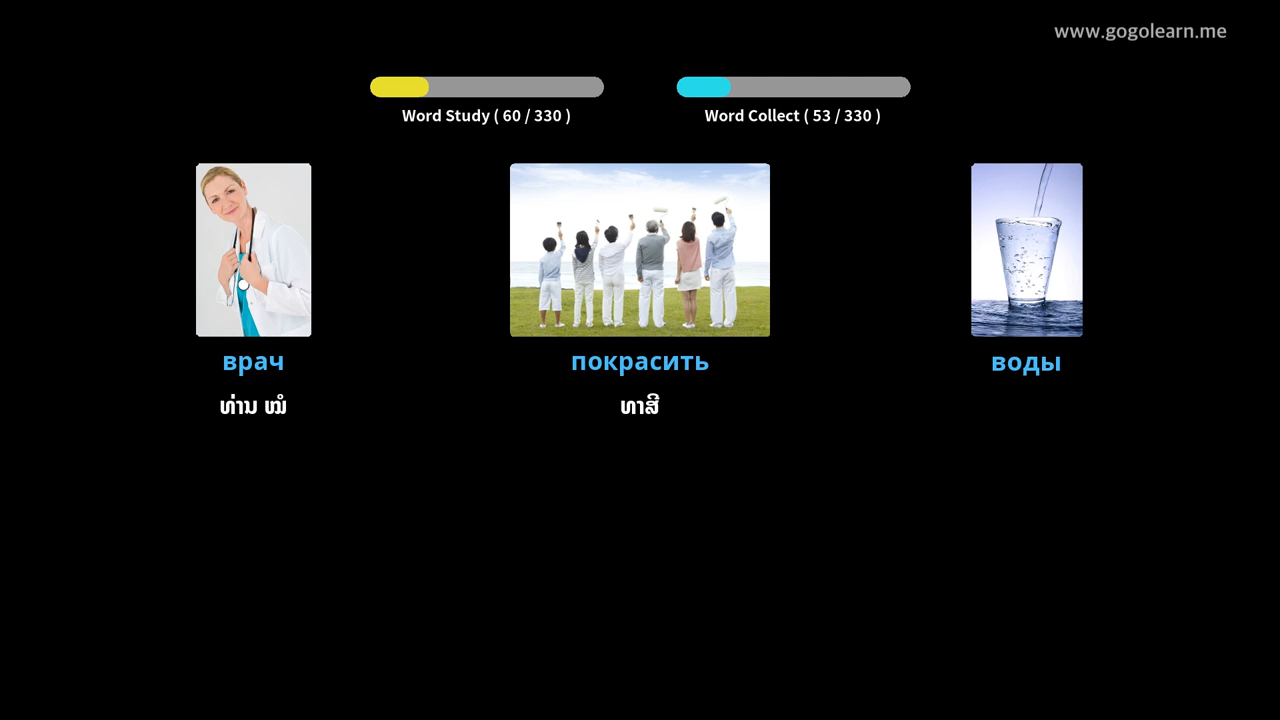 www.gogolearn.me
Word Study ( 60 / 330 )
Word Collect ( 53 / 330 )
врач
покрасить
воды
ທ່ານ ໝໍ
ທາສີ